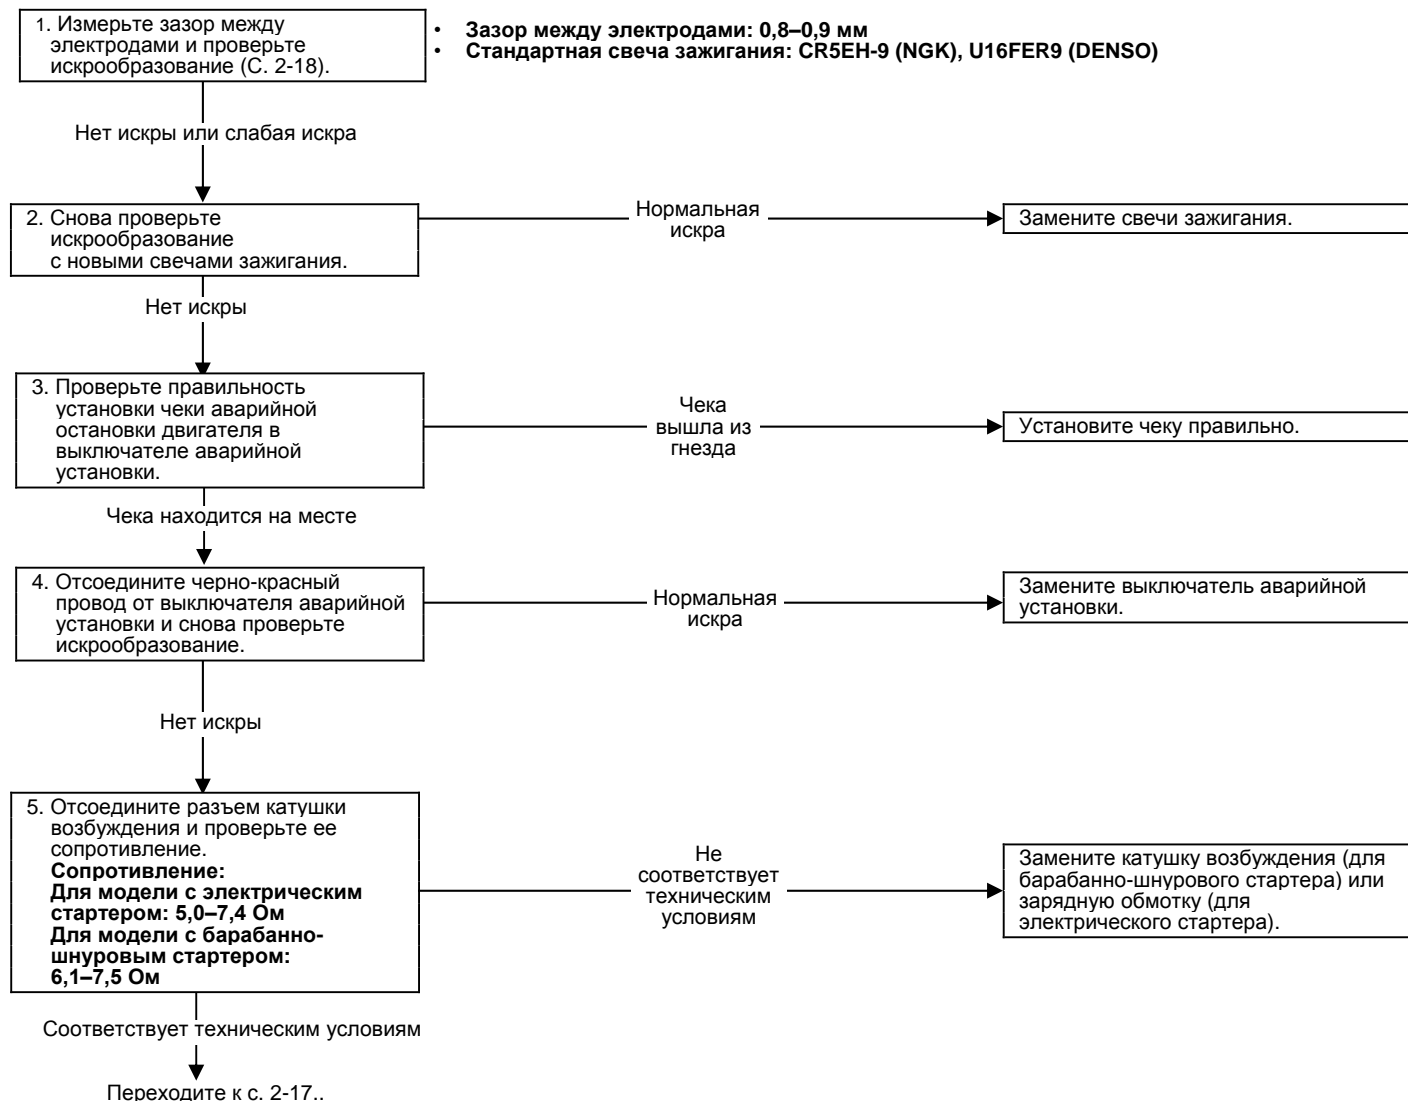 1. Измерьте зазор между
электродами и проверьте
искрообразование (С. 2-18).
• Зазор между электродами: 0,8–0,9 мм
• Стандартная свеча зажигания: CR5EH-9 (NGK), U16FER9 (DENSO)
Нет искры или слабая искра
2. Снова проверьте
искрообразование
с новыми свечами зажигания.
Нормальная
искра
Замените свечи зажигания.
Нет искры
3. Проверьте правильность
установки чеки аварийной
остановки двигателя в
выключателе аварийной
установки.
Чека
вышла из
гнезда
Установите чеку правильно.
Чека находится на месте
4. Отсоедините черно-красный
провод от выключателя аварийной
установки и снова проверьте
искрообразование.
Нормальная
искра
Замените выключатель аварийной
установки.
Нет искры
5. Отсоедините разъем катушки
возбуждения и проверьте ее
сопротивление.
Сопротивление:
Для модели с электрическим
стартером: 5,0–7,4 Ом
Для модели с барабанно-
шнуровым стартером:
6,1–7,5 Ом
Не
соответствует
техническим
условиям
Замените катушку возбуждения (для
барабанно-шнурового стартера) или
зарядную обмотку (для
электрического стартера).
Соответствует техническим условиям
Переходите к с. 2-17..